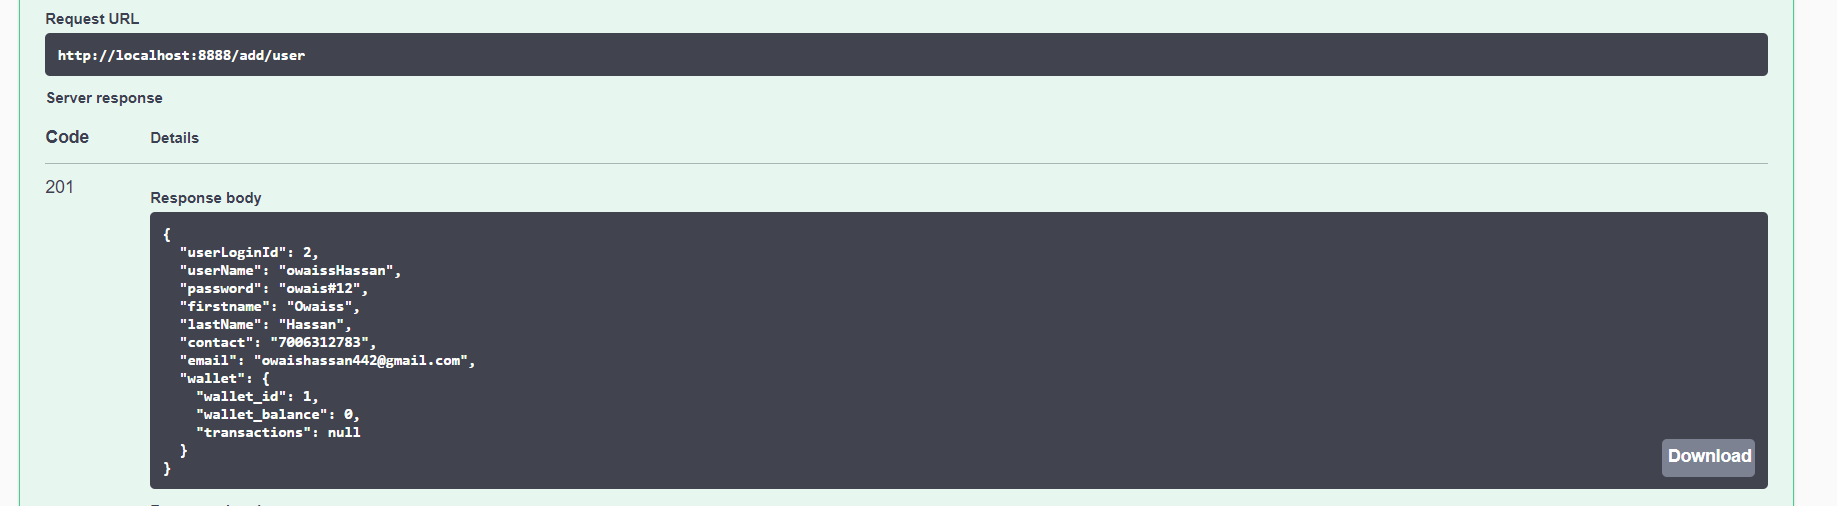 Request URL
http://localhost:8888/add/user
Server response
Code Details
201
Response body
{
"userLoginId": 2,
"userName": "owaissHassan",
"password": "owais#12",
"firstname": "Owaiss",
"lastName": "Hassan",
"contact": "7006312783",
"email": "owaishassan442@gmail.com",
"wallet": {
"wallet_id": 1,
"wallet_balance": 0,
"transactions": null
}
}
Download